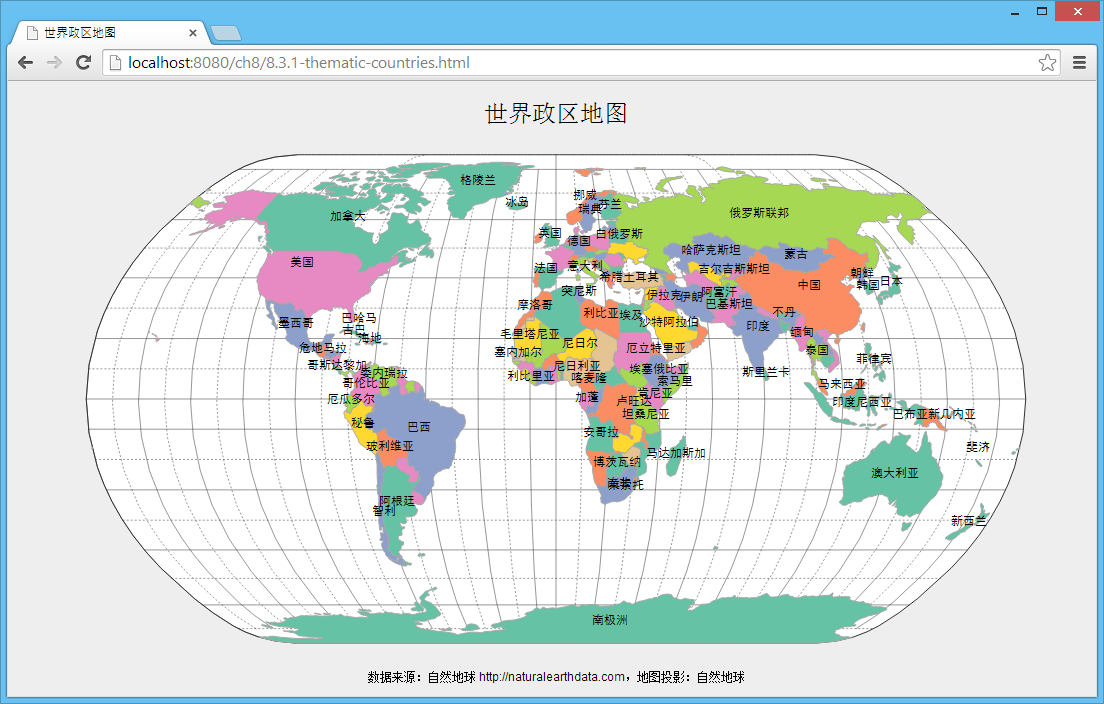 世界政区地图
localhost:8080/ch8/8.3.1-thematic-countries.html
世界政区地图
格陵兰
冰岛
挪威
瑞典
芬兰
加拿大
俄罗斯联邦
英国
德国
白俄罗斯
哈萨克斯坦
蒙古
美国
法国
意大利
吉尔吉斯斯坦
希腊
土耳其
朝鲜
韩国
日本
中国
突尼斯
伊拉克
伊朗
阿富汗
巴基斯坦
摩洛哥
利比亚
埃及
不丹
墨西哥
巴哈马
古巴
海地
沙特阿拉伯
印度
缅甸
毛里塔尼亚
尼日尔
厄立特里亚
泰国
危地马拉
塞内加尔
菲律宾
哥斯达黎加
委内瑞拉
尼日利亚
埃塞俄比亚
斯里兰卡
利比里亚
喀麦隆
索马里
哥伦比亚
马来西亚
厄瓜多尔
加蓬
卢旺达
肯尼亚
印度尼西亚
坦桑尼亚
巴布亚新几内亚
秘鲁
巴西
安哥拉
玻利维亚
马达加斯加
斐济
博茨瓦纳
澳大利亚
莱索托
阿根廷
智利
新西兰
南极洲
数据来源：自然地球 http://naturalearthdata.com，地图投影：自然地球